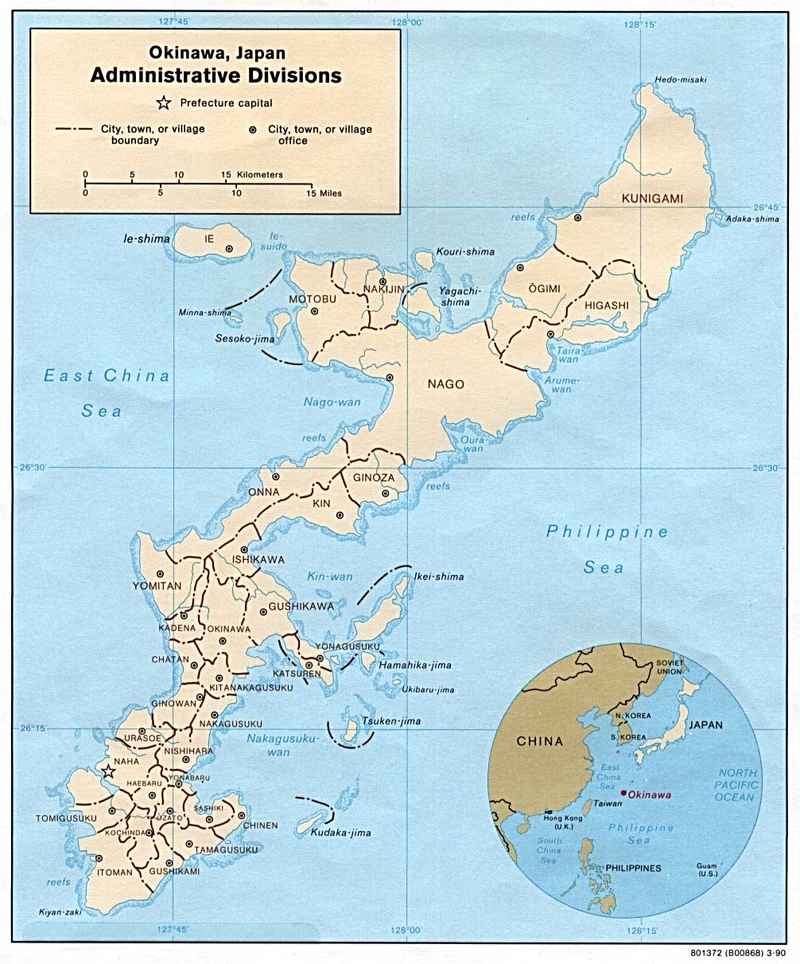 127°45'
128°00'
128°15'
Okinawa, Japan
Administrative Divisions
Prefecture capital
City, town, or village
boundary
City, town, or village
office
0 5 10 15 Kilometers
0 5 10 15 Miles
Hedo-misaki
KUNIGAMI
26°45'
reefs
Adaka-shima
Ie-shima
IE
Ie-
suido
Kouri-shima
ŌGIMI
NAKIJIN
Yagachi-
shima
MOTOBU
HIGASHI
Minna-shima
Sesoko-jima
Taira-
wan
East China
Sea
NAGO
Arume-
wan
Nago-wan
reefs
Oura-
wan
26°30'
26°30'
GINOZA
reefs
ONNA
KIN
Philippine
Sea
ISHIKAWA
YOMITAN
Kin-wan
Ikei-shima
GUSHIKAWA
KADENA
OKINAWA
YONAGUSUKU
CHATAN
KATSUREN
Hamahika-jima
KITANAKAGUSUKU
Ukibaru-jima
GINOWAN
NAKAGUSUKU
Tsuken-jima
26°15'
URASOE
Nakagusuku-
wan
NISHIHARA
NAHA
YONABARU
HAEBARU
TOMIGUSUKU
OZATO
SASHIKI
CHINEN
KOCHINDA
Kudaka-jima
TAMAGUSUKU
ITOMAN
GUSHIKAMI
reefs
Kiyan-zaki
SOVIET
UNION
N. KOREA
JAPAN
S. KOREA
CHINA
East
China
Sea
NORTH
PACIFIC
OCEAN
Okinawa
Taiwan
Hong Kong
(U.K.)
Philippine
Sea
South
China
Sea
PHILIPPINES
Guam
(U.S.)
127°45'
128°00'
128°15'
801372 (B00868) 3-90